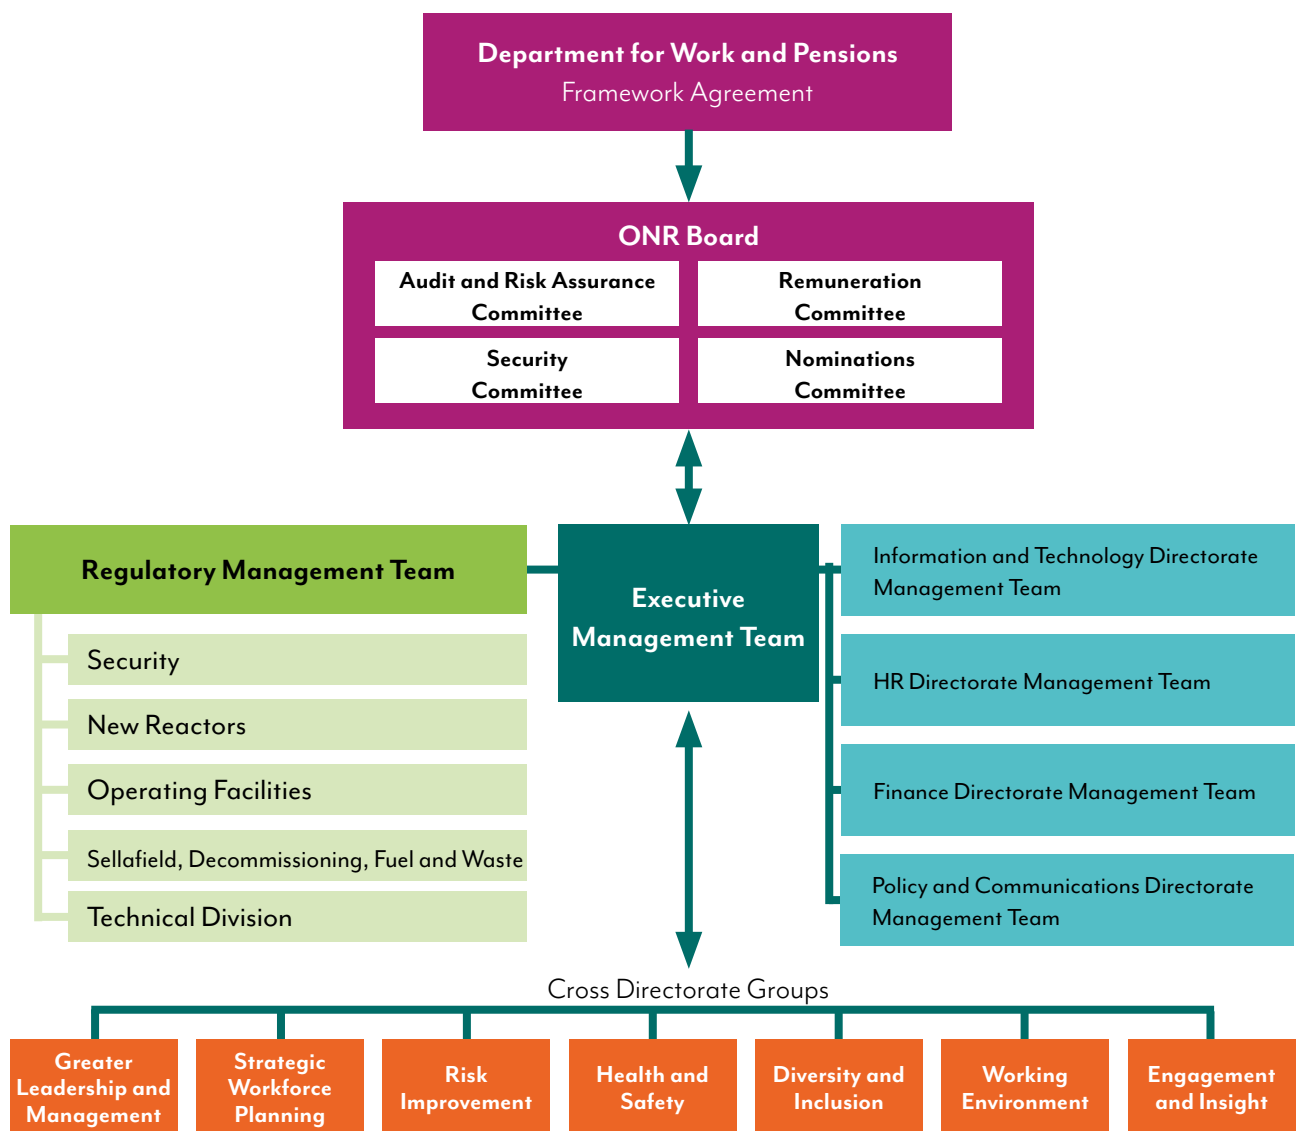 Department for Work and Pensions
Framework Agreement
ONR Board
Audit and Risk Assurance
Committee
Remuneration
Committee
Security
Committee
Nominations
Committee
Regulatory Management Team
Security
New Reactors
Operating Facilities
Sellafield, Decommissioning, Fuel and Waste
Technical Division
Executive
Management Team
Information and Technology Directorate
Management Team
HR Directorate Management Team
Finance Directorate Management Team
Policy and Communications Directorate
Management Team
Cross Directorate Groups
Greater
Leadership and
Management
Strategic
Workforce
Planning
Risk
Improvement
Health and
Safety
Diversity and
Inclusion
Working
Environment
Engagement
and Insight